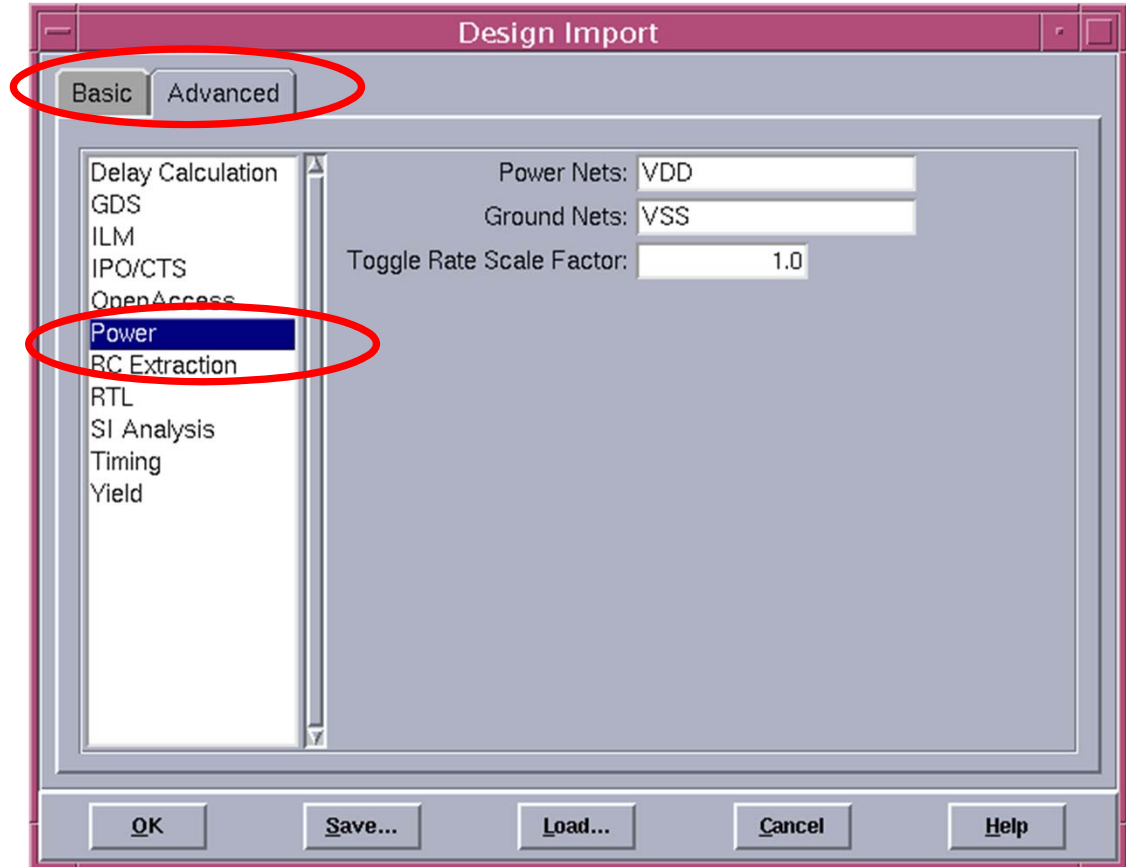 Design Import
Basic Advanced
Delay Calculation
GDS
ILM
IPO/CTS
OpenAccess
Power
RC Extraction
RTL
SI Analysis
Timing
Yield
Power Nets: VDD
Ground Nets: VSS
Toggle Rate Scale Factor: 1.0
OK Save... Load... Cancel Help